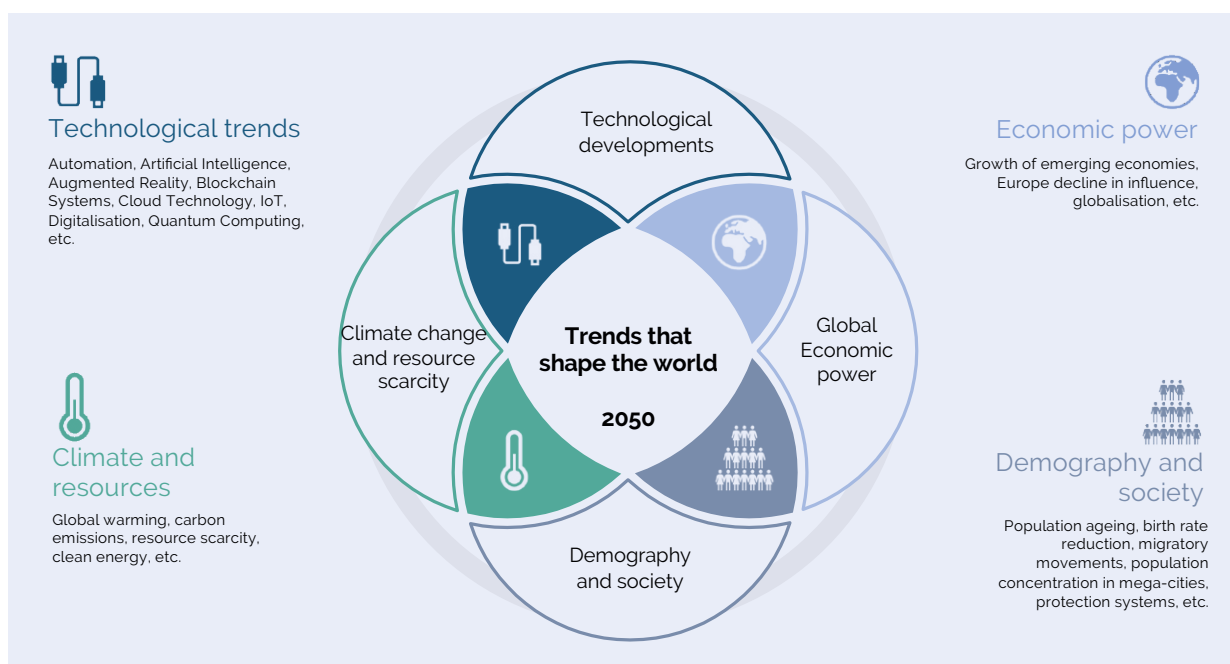 Technological trends
Automation, Artificial Intelligence,
Augmented Reality, Blockchain
Systems, Cloud Technology, IoT,
Digitalisation, Quantum Computing,
etc.
Technological
developments
Economic power
Growth of emerging economies,
Europe decline in influence,
globalisation, etc.
Climate change
and resource
scarcity
Trends that
shape the world
2050
Global
Economic
power
Climate and
resources
Global warming, carbon
emissions, resource scarcity,
clean energy, etc.
Demography
and society
Demography and
society
Population ageing, birth rate
reduction, migratory
movements, population
concentration in mega-cities,
protection systems, etc.